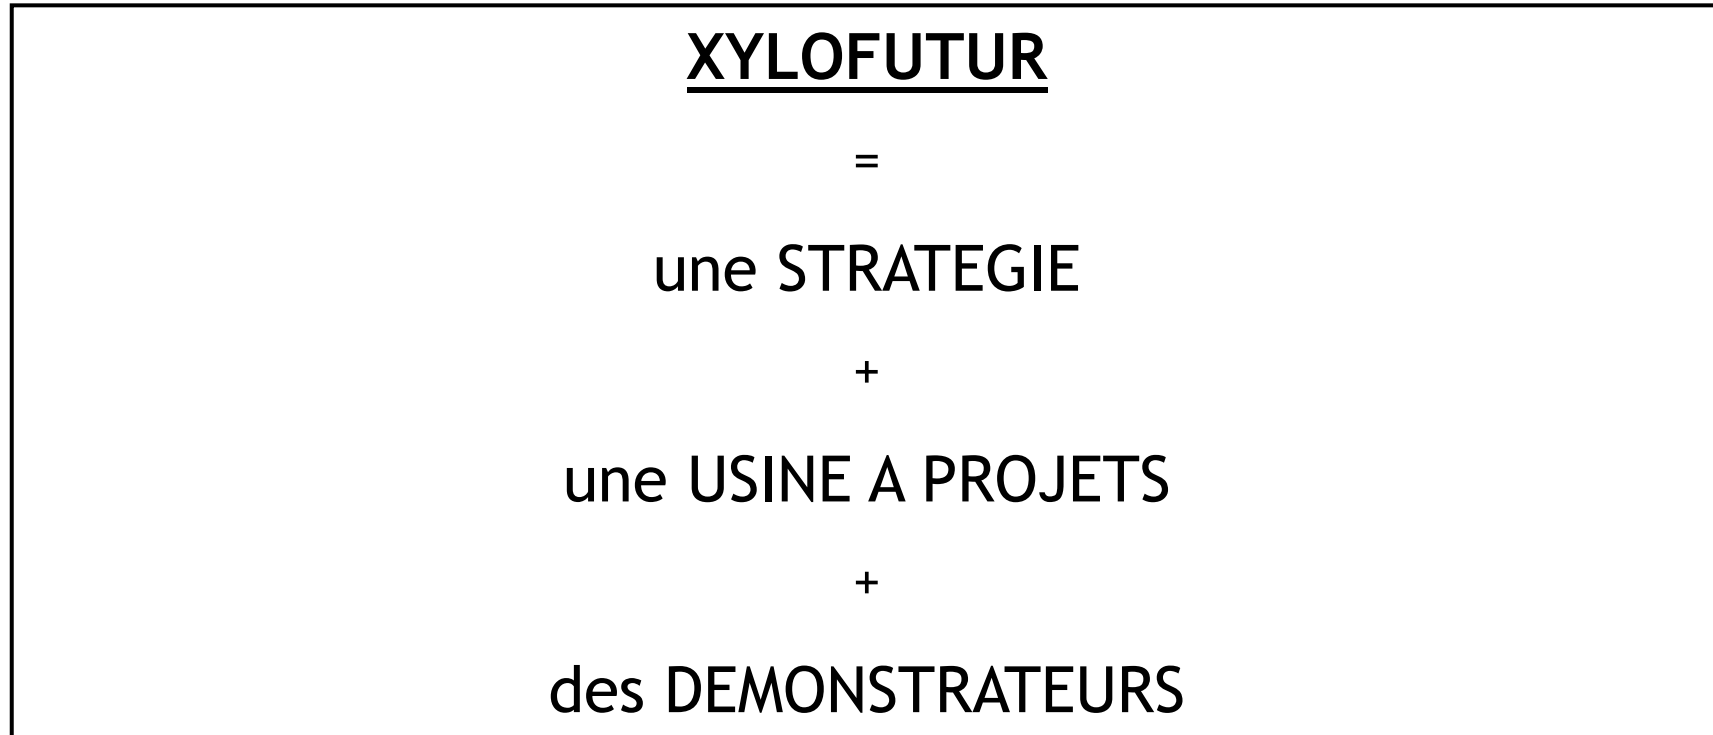 XYLOFUTUR
=
une STRATEGIE
+
une USINE A PROJETS
+
des DEMONSTRATEURS